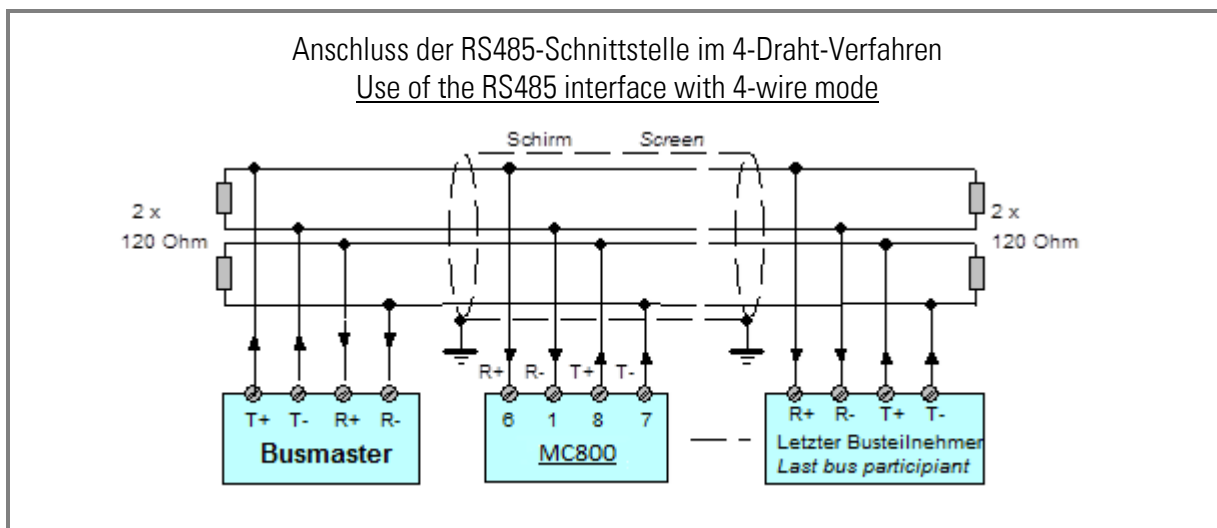 Anschluss der RS485-Schnittstelle im 4-Draht-Verfahren
Use of the RS485 interface with 4-wire mode
Schirm Screen
2 x
120 Ohm
2 x
120 Ohm
R+ R- T+ T-
T+ T- R+ R-
Busmaster
6 1 8 7
MC800
R+ R- T+ T-
Letzter Busteilnehmer
Last bus participiant